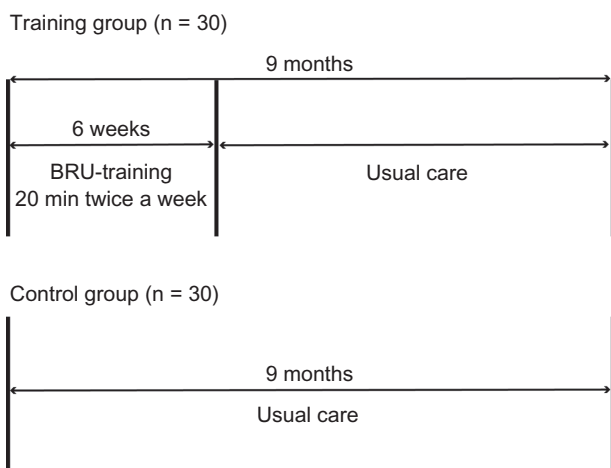 Training group (n = 30)
9 months
6 weeks
BRU-training
20 min twice a week
Usual care
Control group (n = 30)
9 months
Usual care